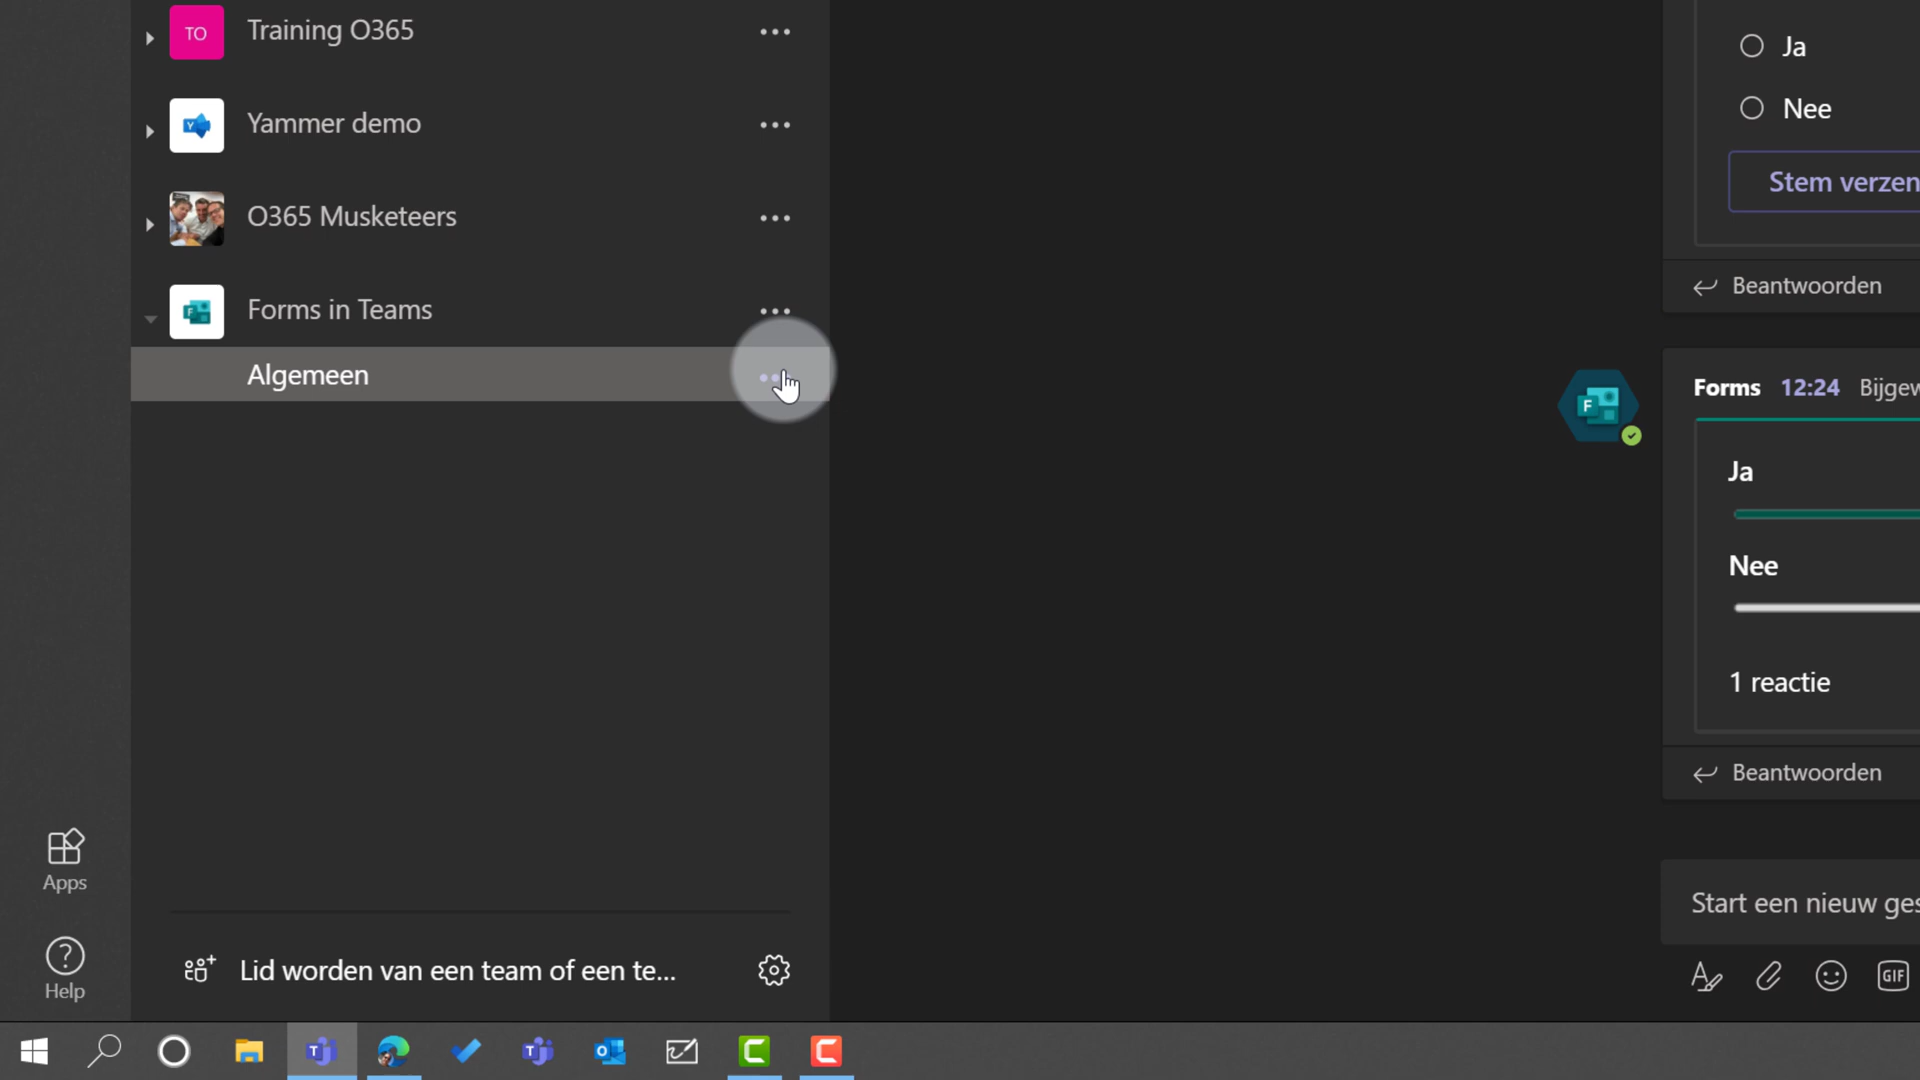 TO
Training O365
Yammer demo
O365 Musketeers
Forms in Teams
Algemeen
Apps
Help
Lid worden van een team of een te...
Ja
Nee
Stem verzen
Beantwoorden
Forms 12:24 Bijgew
Ja
Nee
1 reactie
Beantwoorden
Start een nieuw ges
GIF